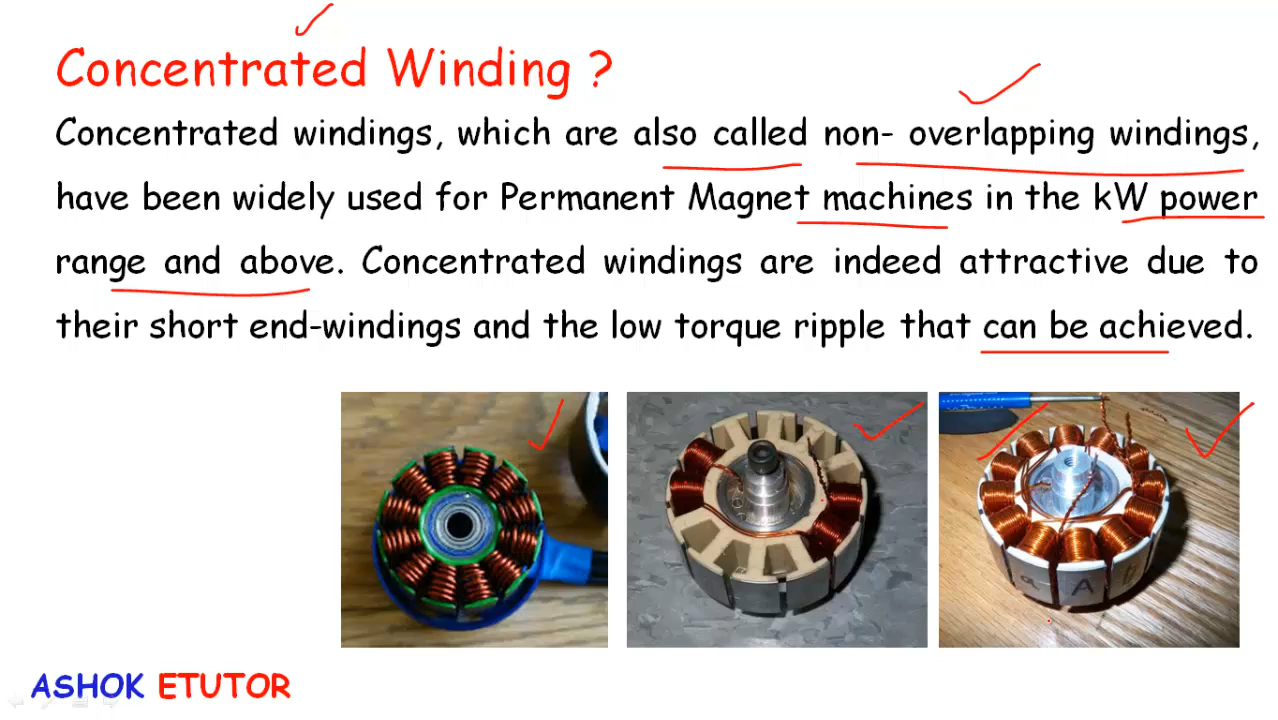 Concentrated Winding ?
Concentrated windings, which are also called non- overlapping windings,
have been widely used for Permanent Magnet machines in the kW power
range and above. Concentrated windings are indeed attractive due to
their short end-windings and the low torque ripple that can be achieved.
a A b
ASHOK ETUTOR